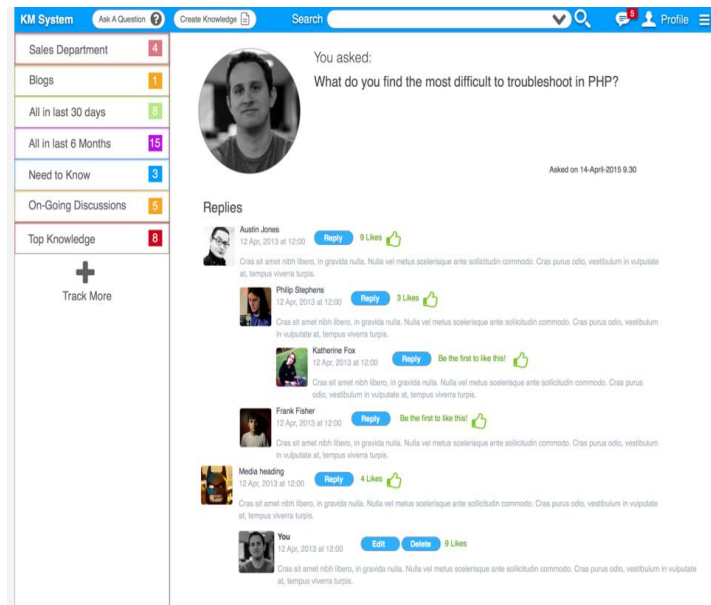 KM System Ask A Question ? Create Knowledge Search 5 Profile
Sales Department 4
Blogs 1
All in last 30 days 8
All in last 6 Months 15
Need to Know 3
On-Going Discussions 5
Top Knowledge 8
Track More
You asked:
What do you find the most difficult to troubleshoot in PHP?
Asked on 14-April-2015 9.30
Replies
Austin Jones
12 Apr, 2013 at 12:00 Reply 9 Likes
Cras sit amet nibh libero, in gravida nulla. Nulla vel metus scelerisque ante sollicitudin commodo. Cras purus odio, vestibulum in vulputate
at, tempus viverra turpis.
Philip Stephens
12 Apr, 2013 at 12:00 Reply 3 Likes
Cras sit amet nibh libero, in gravida nulla. Nulla vel metus scelerisque ante sollicitudin commodo. Cras purus odio, vestibulum
in vulputate at, tempus viverra turpis.
Katherine Fox
12 Apr, 2013 at 12:00 Reply Be the first to like this!
Cras sit amet nibh libero, in gravida nulla. Nulla vel metus scelerisque ante sollicitudin commodo. Cras purus
odio, vestibulum in vulputate at, tempus viverra turpis.
Frank Fisher
12 Apr, 2013 at 12:00 Reply Be the first to like this!
Cras sit amet nibh libero, in gravida nulla. Nulla vel metus scelerisque ante sollicitudin commodo. Cras purus odio, vestibulum
in vulputate at, tempus viverra turpis.
Media heading
12 Apr, 2013 at 12:00 Reply 4 Likes
Cras sit amet nibh libero, in gravida nulla. Nulla vel metus scelerisque ante sollicitudin commodo. Cras purus odio, vestibulum in vulputate
at, tempus viverra turpis.
You
12 Apr, 2013 at 12:00 Edit Delete 9 Likes
Cras sit amet nibh libero, in gravida nulla. Nulla vel metus scelerisque ante sollicitudin commodo. Cras purus odio, vestibulum in vulputate
at, tempus viverra turpis.